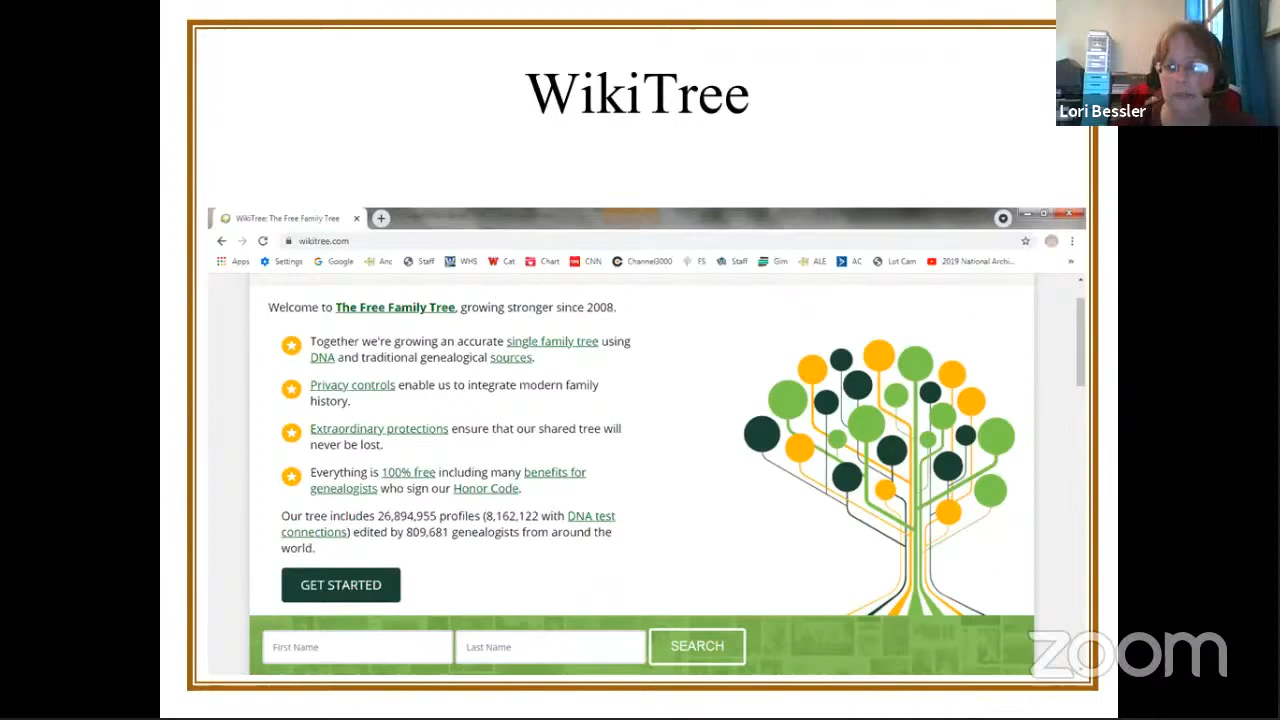 WikiTree
Lori Bessler
WikiTree: The Free Family Tree
wikitree.com
Apps Settings Google Anc Staff WHS Cat Chart CNN Channel3000 FS Staff Gim ALE AC Lot Cam 2019 National Archi...
Welcome to The Free Family Tree, growing stronger since 2008.
Together we're growing an accurate single family tree using
DNA and traditional genealogical sources.
Privacy controls enable us to integrate modern family
history.
Extraordinary protections ensure that our shared tree will
never be lost.
Everything is 100% free including many benefits for
genealogists who sign our Honor Code.
Our tree includes 26,894,955 profiles (8,162,122 with DNA test
connections) edited by 809,681 genealogists from around the
world.
GET STARTED
First Name Last Name SEARCH
zoom